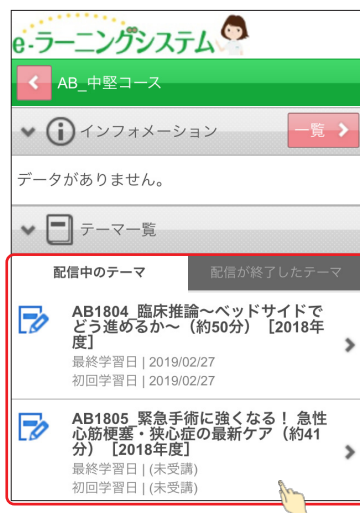 e-ラーニングシステム
AB_中堅コース
インフォメーション
一覧
データがありません。
テーマ一覧
配信中のテーマ
配信が終了したテーマ
AB1804_臨床推論～ベッドサイドで
どう進めるか～（約50分）［2018年
度］
最終学習日 | 2019/02/27
初回学習日 | 2019/02/27
AB1805_緊急手術に強くなる！ 急性
心筋梗塞・狭心症の最新ケア（約41
分）［2018年度］
最終学習日 | (未受講)
初回学習日 | (未受講)